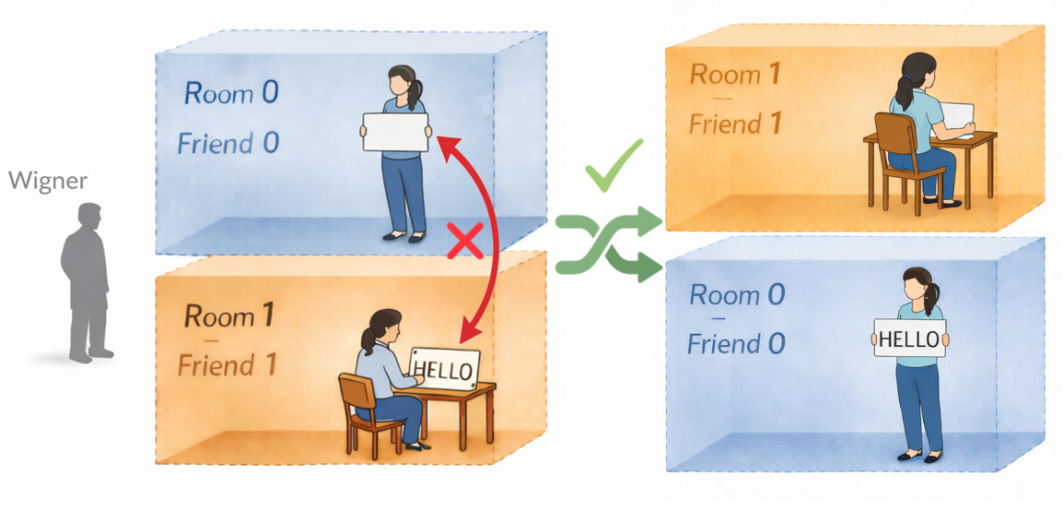 Wigner
Room 0
Friend 0
Room 1
Friend 1
HELLO
Room 1
Friend 1
Room 0
Friend 0
HELLO